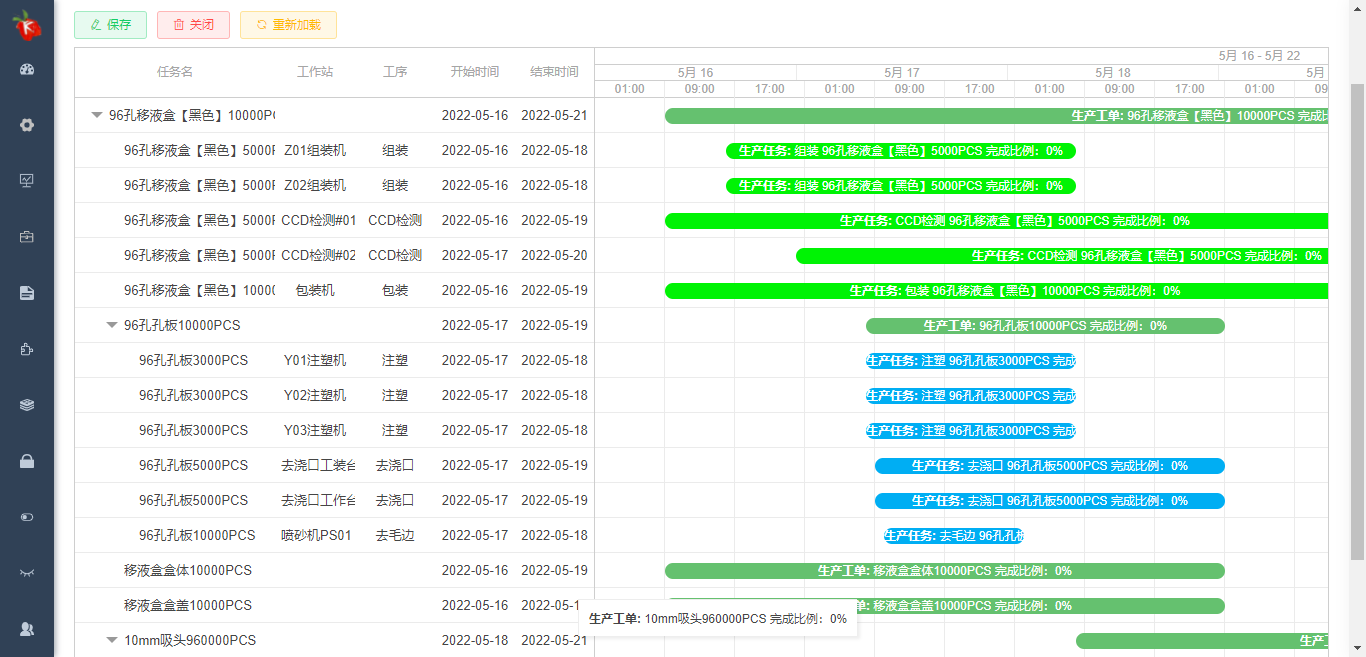 保存 关闭 重新加载
任务名 工作站 工序 开始时间 结束时间
5月 16 - 5月 22
5月 16 5月 17 5月 18 5月
01:00 09:00 17:00 01:00 09:00 17:00 01:00 09:00 17:00 01:00 09
96孔移液盒【黑色】10000P 2022-05-16 2022-05-21 生产工单: 96孔移液盒【黑色】10000PCS 完成比
96孔移液盒【黑色】5000 Z01组装机 组装 2022-05-16 2022-05-18 生产任务: 组装 96孔移液盒【黑色】5000PCS 完成比例：0%
96孔移液盒【黑色】5000 Z02组装机 组装 2022-05-16 2022-05-18 生产任务: 组装 96孔移液盒【黑色】5000PCS 完成比例：0%
96孔移液盒【黑色】5000 CCD检测#01 CCD检测 2022-05-16 2022-05-19 生产任务: CCD检测 96孔移液盒【黑色】5000PCS 完成比例：0%
96孔移液盒【黑色】5000 CCD检测#02 CCD检测 2022-05-17 2022-05-20 生产任务: CCD检测 96孔移液盒【黑色】5000PCS 完成比例：0%
96孔移液盒【黑色】1000 包装机 包装 2022-05-16 2022-05-19 生产任务: 包装 96孔移液盒【黑色】10000PCS 完成比例：0%
96孔孔板10000PCS 2022-05-17 2022-05-19 生产工单: 96孔孔板10000PCS 完成比例：0%
96孔孔板3000PCS Y01注塑机 注塑 2022-05-17 2022-05-18 生产任务: 注塑 96孔孔板3000PCS 完成
96孔孔板3000PCS Y02注塑机 注塑 2022-05-17 2022-05-18 生产任务: 注塑 96孔孔板3000PCS 完成
96孔孔板3000PCS Y03注塑机 注塑 2022-05-17 2022-05-18 生产任务: 注塑 96孔孔板3000PCS 完成
96孔孔板5000PCS 去浇口工装台 去浇口 2022-05-17 2022-05-19 生产任务: 去浇口 96孔孔板5000PCS 完成比例：0%
96孔孔板5000PCS 去浇口工作台 去浇口 2022-05-17 2022-05-19 生产任务: 去浇口 96孔孔板5000PCS 完成比例：0%
96孔孔板10000PCS 喷砂机PS01 去毛边 2022-05-17 2022-05-18 生产任务: 去毛边 96孔孔板
移液盒盒体10000PCS 2022-05-16 2022-05-19 生产工单: 移液盒盒体10000PCS 完成比例：0%
移液盒盒盖10000PCS 2022-05-16 2022-05-1 单: 移液盒盒盖10000PCS 完成比例：0%
生产工单: 10mm吸头960000PCS 完成比例：0%
10mm吸头960000PCS 2022-05-18 2022-05-21 生产工